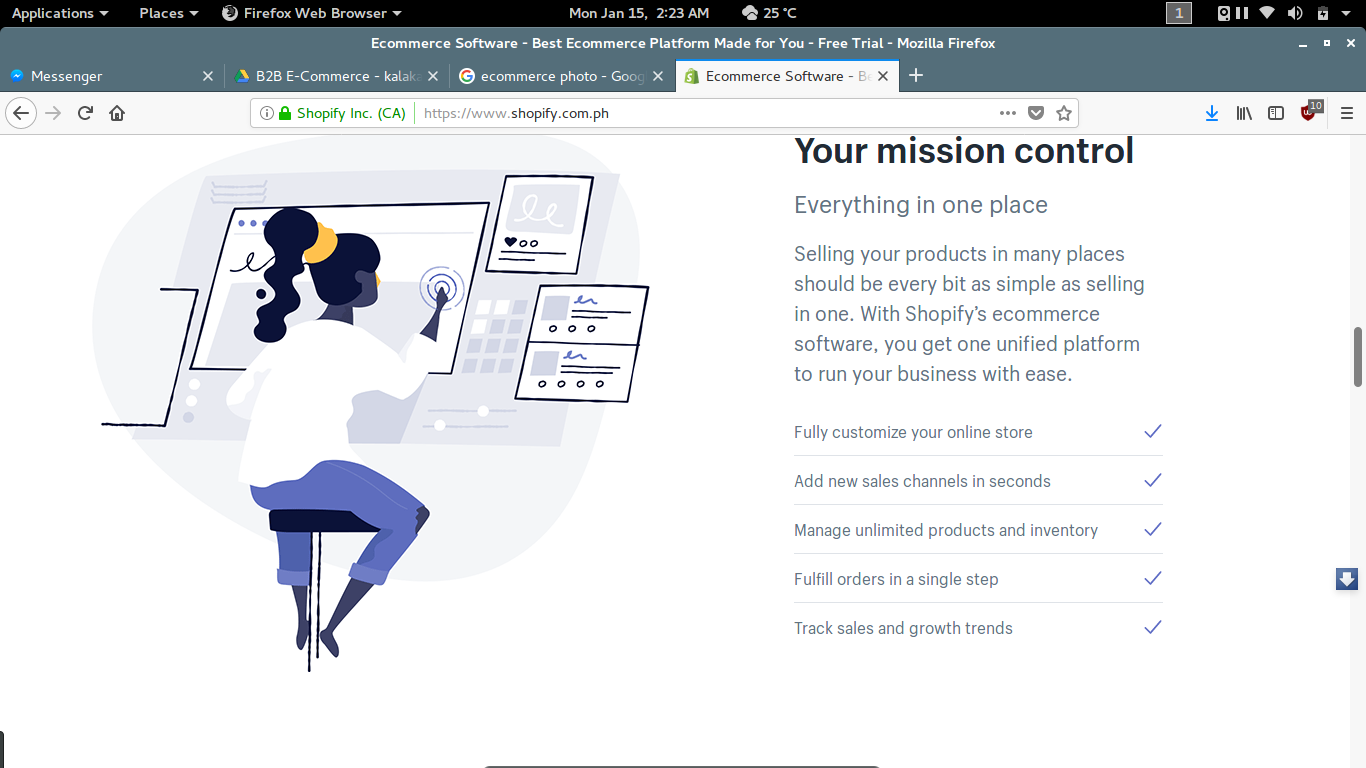 Applications Places Firefox Web Browser Mon Jan 15, 2:23 AM 25 °C 1
Ecommerce Software - Best Ecommerce Platform Made for You - Free Trial - Mozilla Firefox
Messenger B2B E-Commerce - kalaka ecommerce photo - Goog Ecommerce Software - Be
Shopify Inc. (CA) https://www.shopify.com.ph 10
Your mission control
Everything in one place
Selling your products in many places
should be every bit as simple as selling
in one. With Shopify’s ecommerce
software, you get one unified platform
to run your business with ease.
Fully customize your online store
Add new sales channels in seconds
Manage unlimited products and inventory
Fulfill orders in a single step
Track sales and growth trends